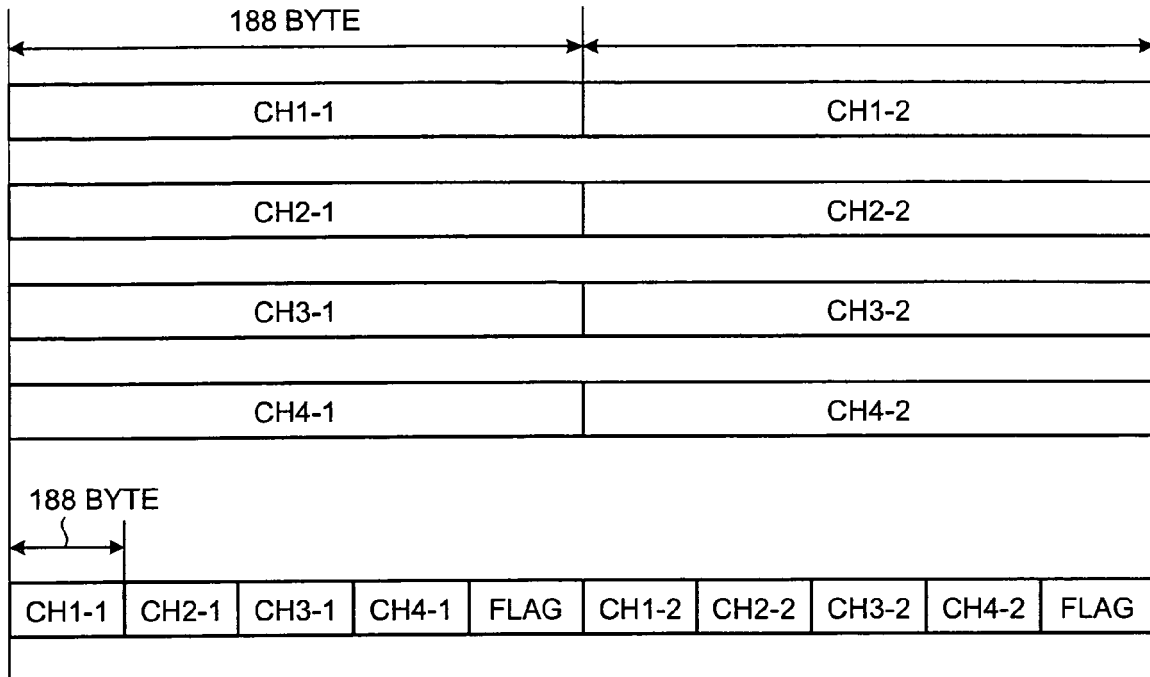 188 BYTE
CH1-1 CH1-2
CH2-1 CH2-2
CH3-1 CH3-2
CH4-1 CH4-2
188 BYTE
CH1-1 CH2-1 CH3-1 CH4-1 FLAG CH1-2 CH2-2 CH3-2 CH4-2 FLAG